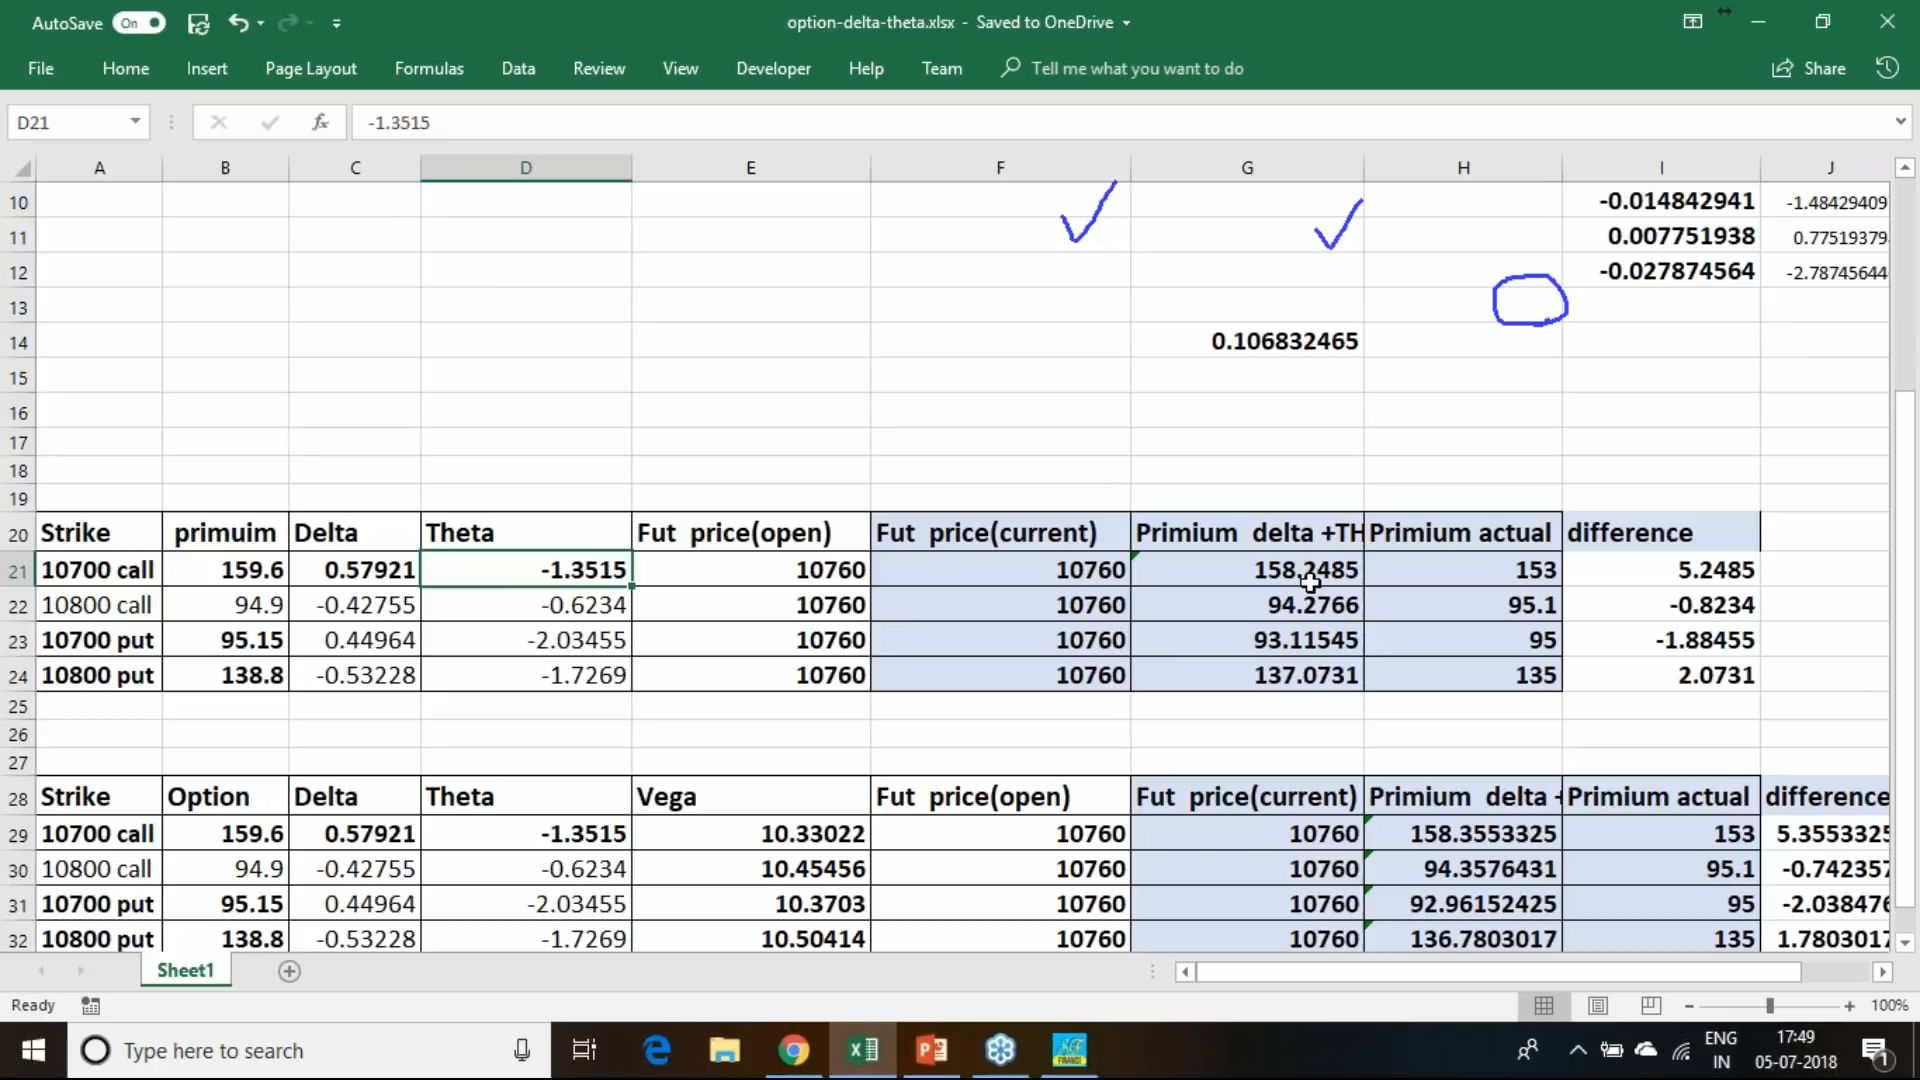 AutoSave On option-delta-theta.xlsx - Saved to OneDrive
File Home Insert Page Layout Formulas Data Review View Developer Help Team Tell me what you want to do Share
D21 fx -1.3515
A B C D E F G H I J
10 -0.014842941 -1.48429409
11 0.007751938 0.77519379
12 -0.027874564 -2.78745644
13
14 0.106832465
15
16
17
18
19
20 Strike primuim Delta Theta Fut price(open) Fut price(current) Primium delta +TH Primium actual difference
21 10700 call 159.6 0.57921 -1.3515 10760 10760 158.2485 153 5.2485
22 10800 call 94.9 -0.42755 -0.6234 10760 10760 94.2766 95.1 -0.8234
23 10700 put 95.15 0.44964 -2.03455 10760 10760 93.11545 95 -1.88455
24 10800 put 138.8 -0.53228 -1.7269 10760 10760 137.0731 135 2.0731
25
26
27
28 Strike Option Delta Theta Vega Fut price(open) Fut price(current) Primium delta + Primium actual difference
29 10700 call 159.6 0.57921 -1.3515 10.33022 10760 10760 158.3553325 153 5.3553325
30 10800 call 94.9 -0.42755 -0.6234 10.45456 10760 10760 94.3576431 95.1 -0.742357
31 10700 put 95.15 0.44964 -2.03455 10.3703 10760 10760 92.96152425 95 -2.038476
32 10800 put 138.8 -0.53228 -1.7269 10.50414 10760 10760 136.7803017 135 1.7803017
Sheet1
Ready 100%
Type here to search ENG 17:49
IN 05-07-2018 1